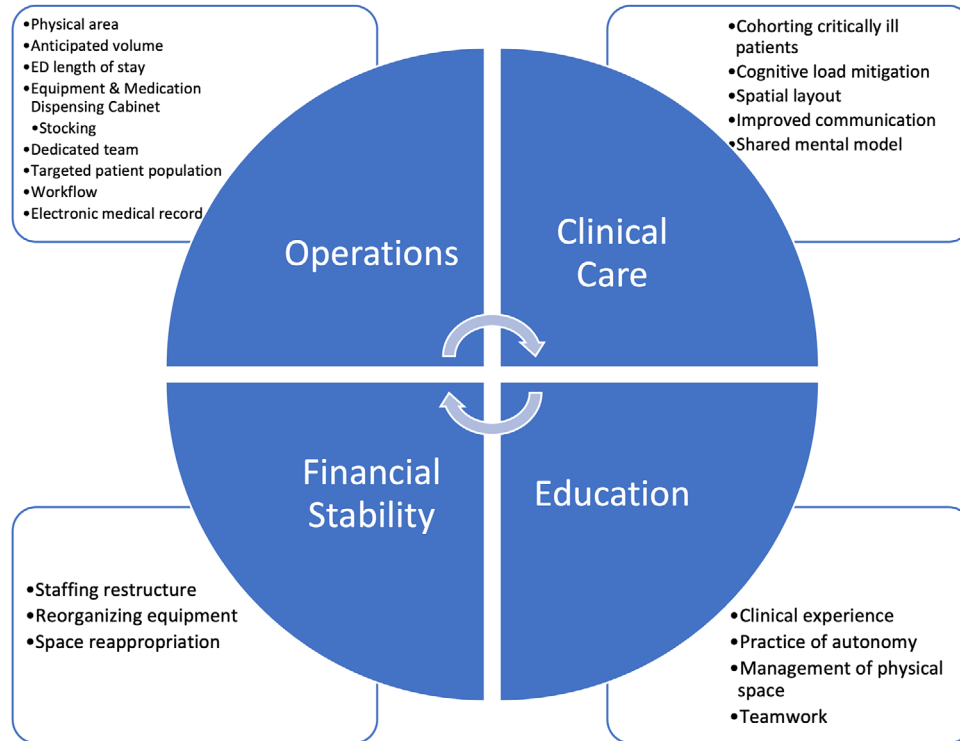 •Physical area
•Anticipated volume
•ED length of stay
•Equipment & Medication
Dispensing Cabinet
•Stocking
•Dedicated team
•Targeted patient population
•Workflow
•Electronic medical record
•Cohorting critically ill
patients
•Cognitive load mitigation
•Spatial layout
•Improved communication
•Shared mental model
Operations
Clinical
Care
Financial
Stability
Education
•Staffing restructure
•Reorganizing equipment
•Space reappropriation
•Clinical experience
•Practice of autonomy
•Management of physical
space
•Teamwork